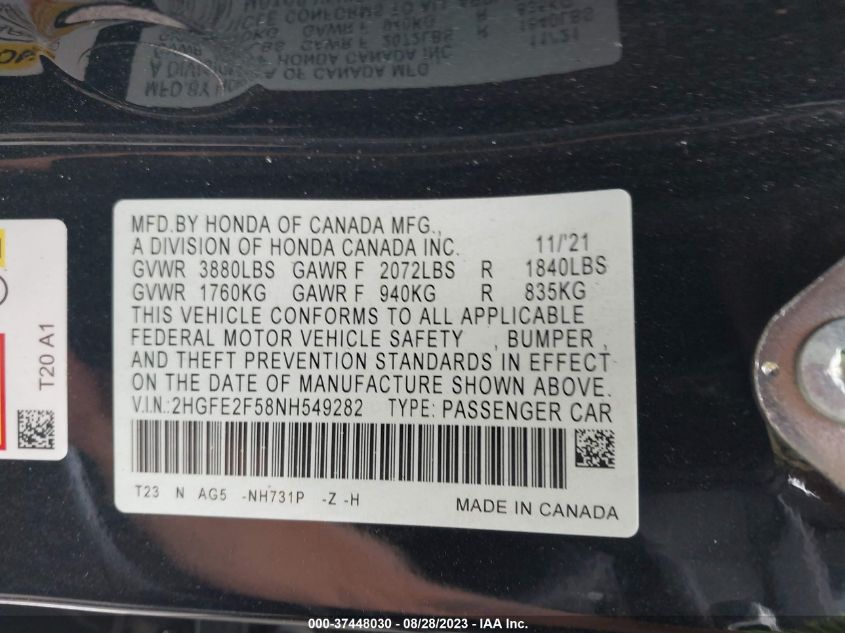 MFD.BY HONDA OF CANADA MFG.,
A DIVISION OF HONDA CANADA INC. 11/'21
GVWR 3880LBS GAWR F 2072LBS R 1840LBS
GVWR 1760KG GAWR F 940KG R 835KG
THIS VEHICLE CONFORMS TO ALL APPLICABLE
FEDERAL MOTOR VEHICLE SAFETY , BUMPER ,
AND THEFT PREVENTION STANDARDS IN EFFECT
ON THE DATE OF MANUFACTURE SHOWN ABOVE.
V.I.N.:2HGFE2F58NH549282 TYPE: PASSENGER CAR
T23 N AG5 -NH731P -Z -H
MADE IN CANADA
T20 A1
000-37448030 - 08/28/2023 - IAA Inc.